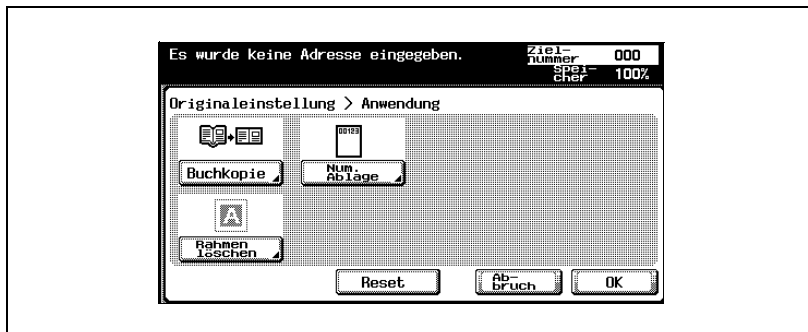 Es wurde keine Adresse eingegeben.
Ziel-
nummer 000
spei-
cher 100%
Originaleinstellung > Anwendung
00123
Buchkopie
Num.
Ablage
A
Rahmen
löschen
Reset
Ab-
bruch
OK